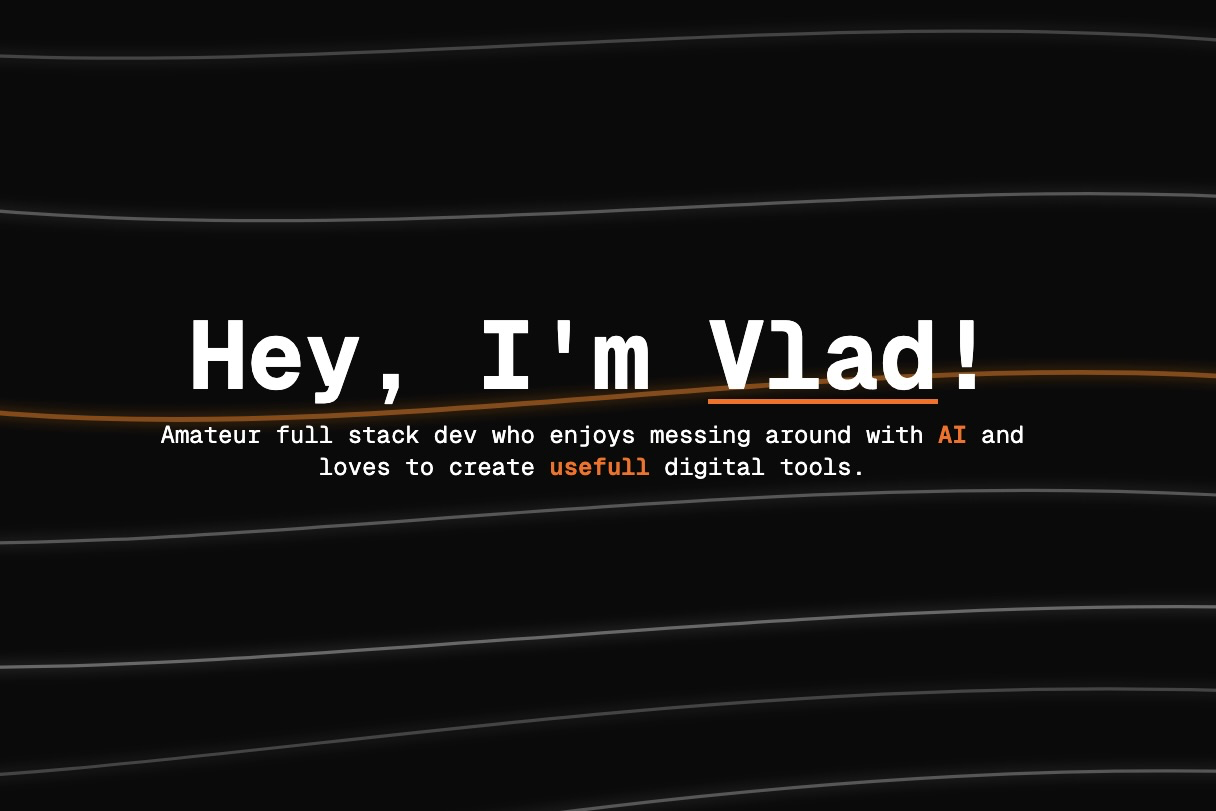 Hey, I'm Vlad!
Amateur full stack dev who enjoys messing around with AI and
loves to create usefull digital tools.